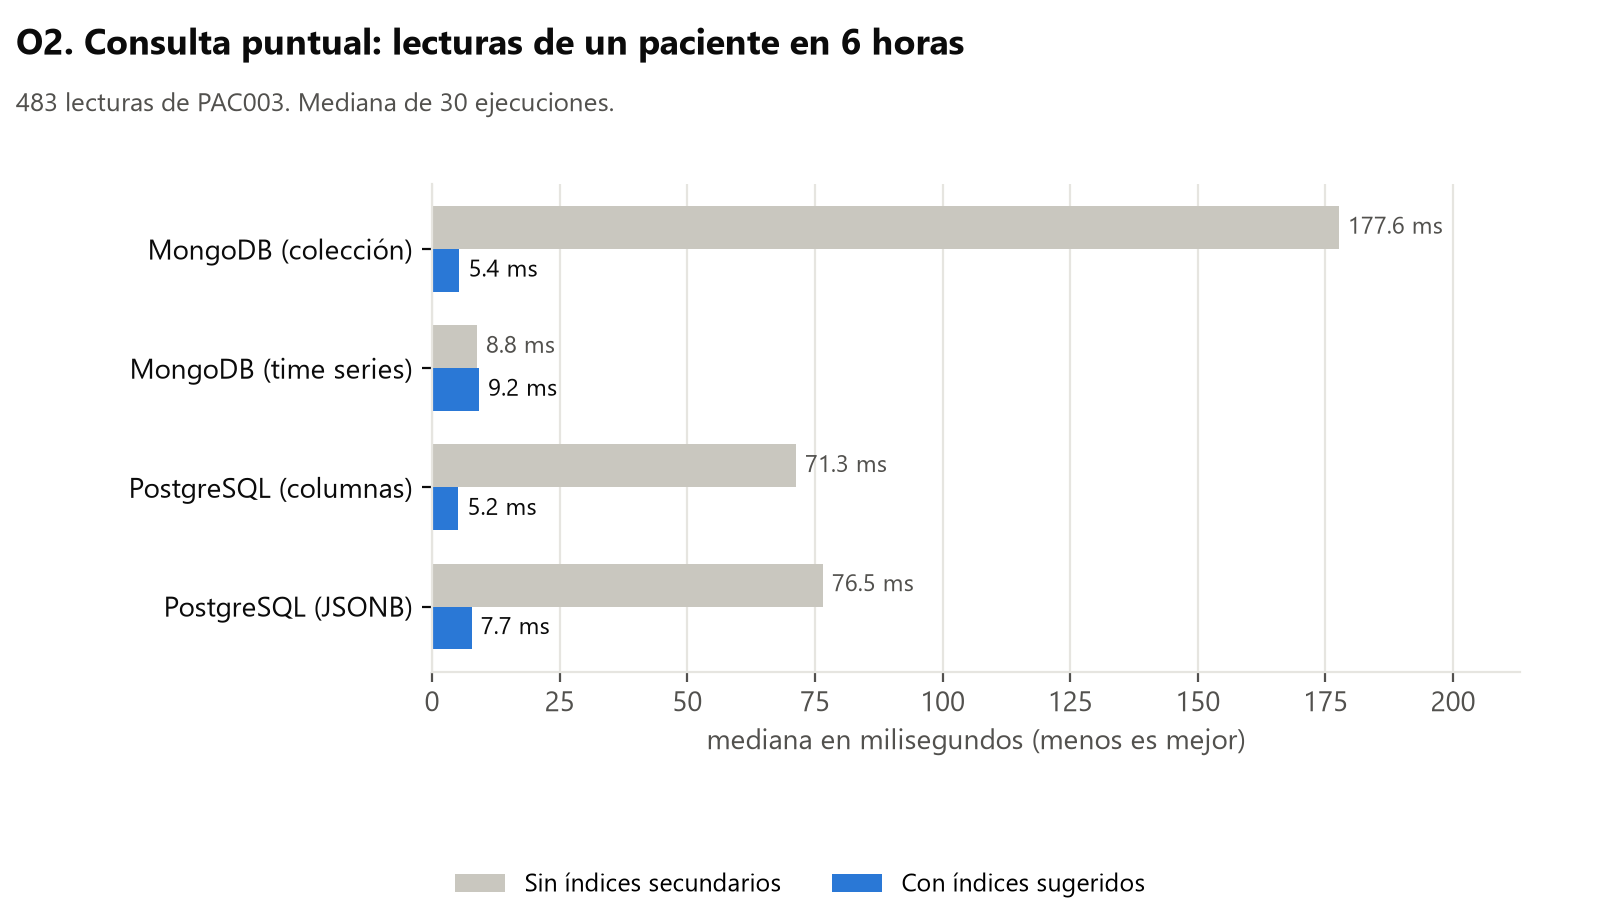 O2. Consulta puntual: lecturas de un paciente en 6 horas
483 lecturas de PAC003. Mediana de 30 ejecuciones.
177.6 ms
MongoDB (colección)
5.4 ms
8.8 ms
MongoDB (time series)
9.2 ms
71.3 ms
PostgreSQL (columnas)
5.2 ms
76.5 ms
PostgreSQL (JSONB)
7.7 ms
0 25 50 75 100 125 150 175 200
mediana en milisegundos (menos es mejor)
Sin índices secundarios Con índices sugeridos